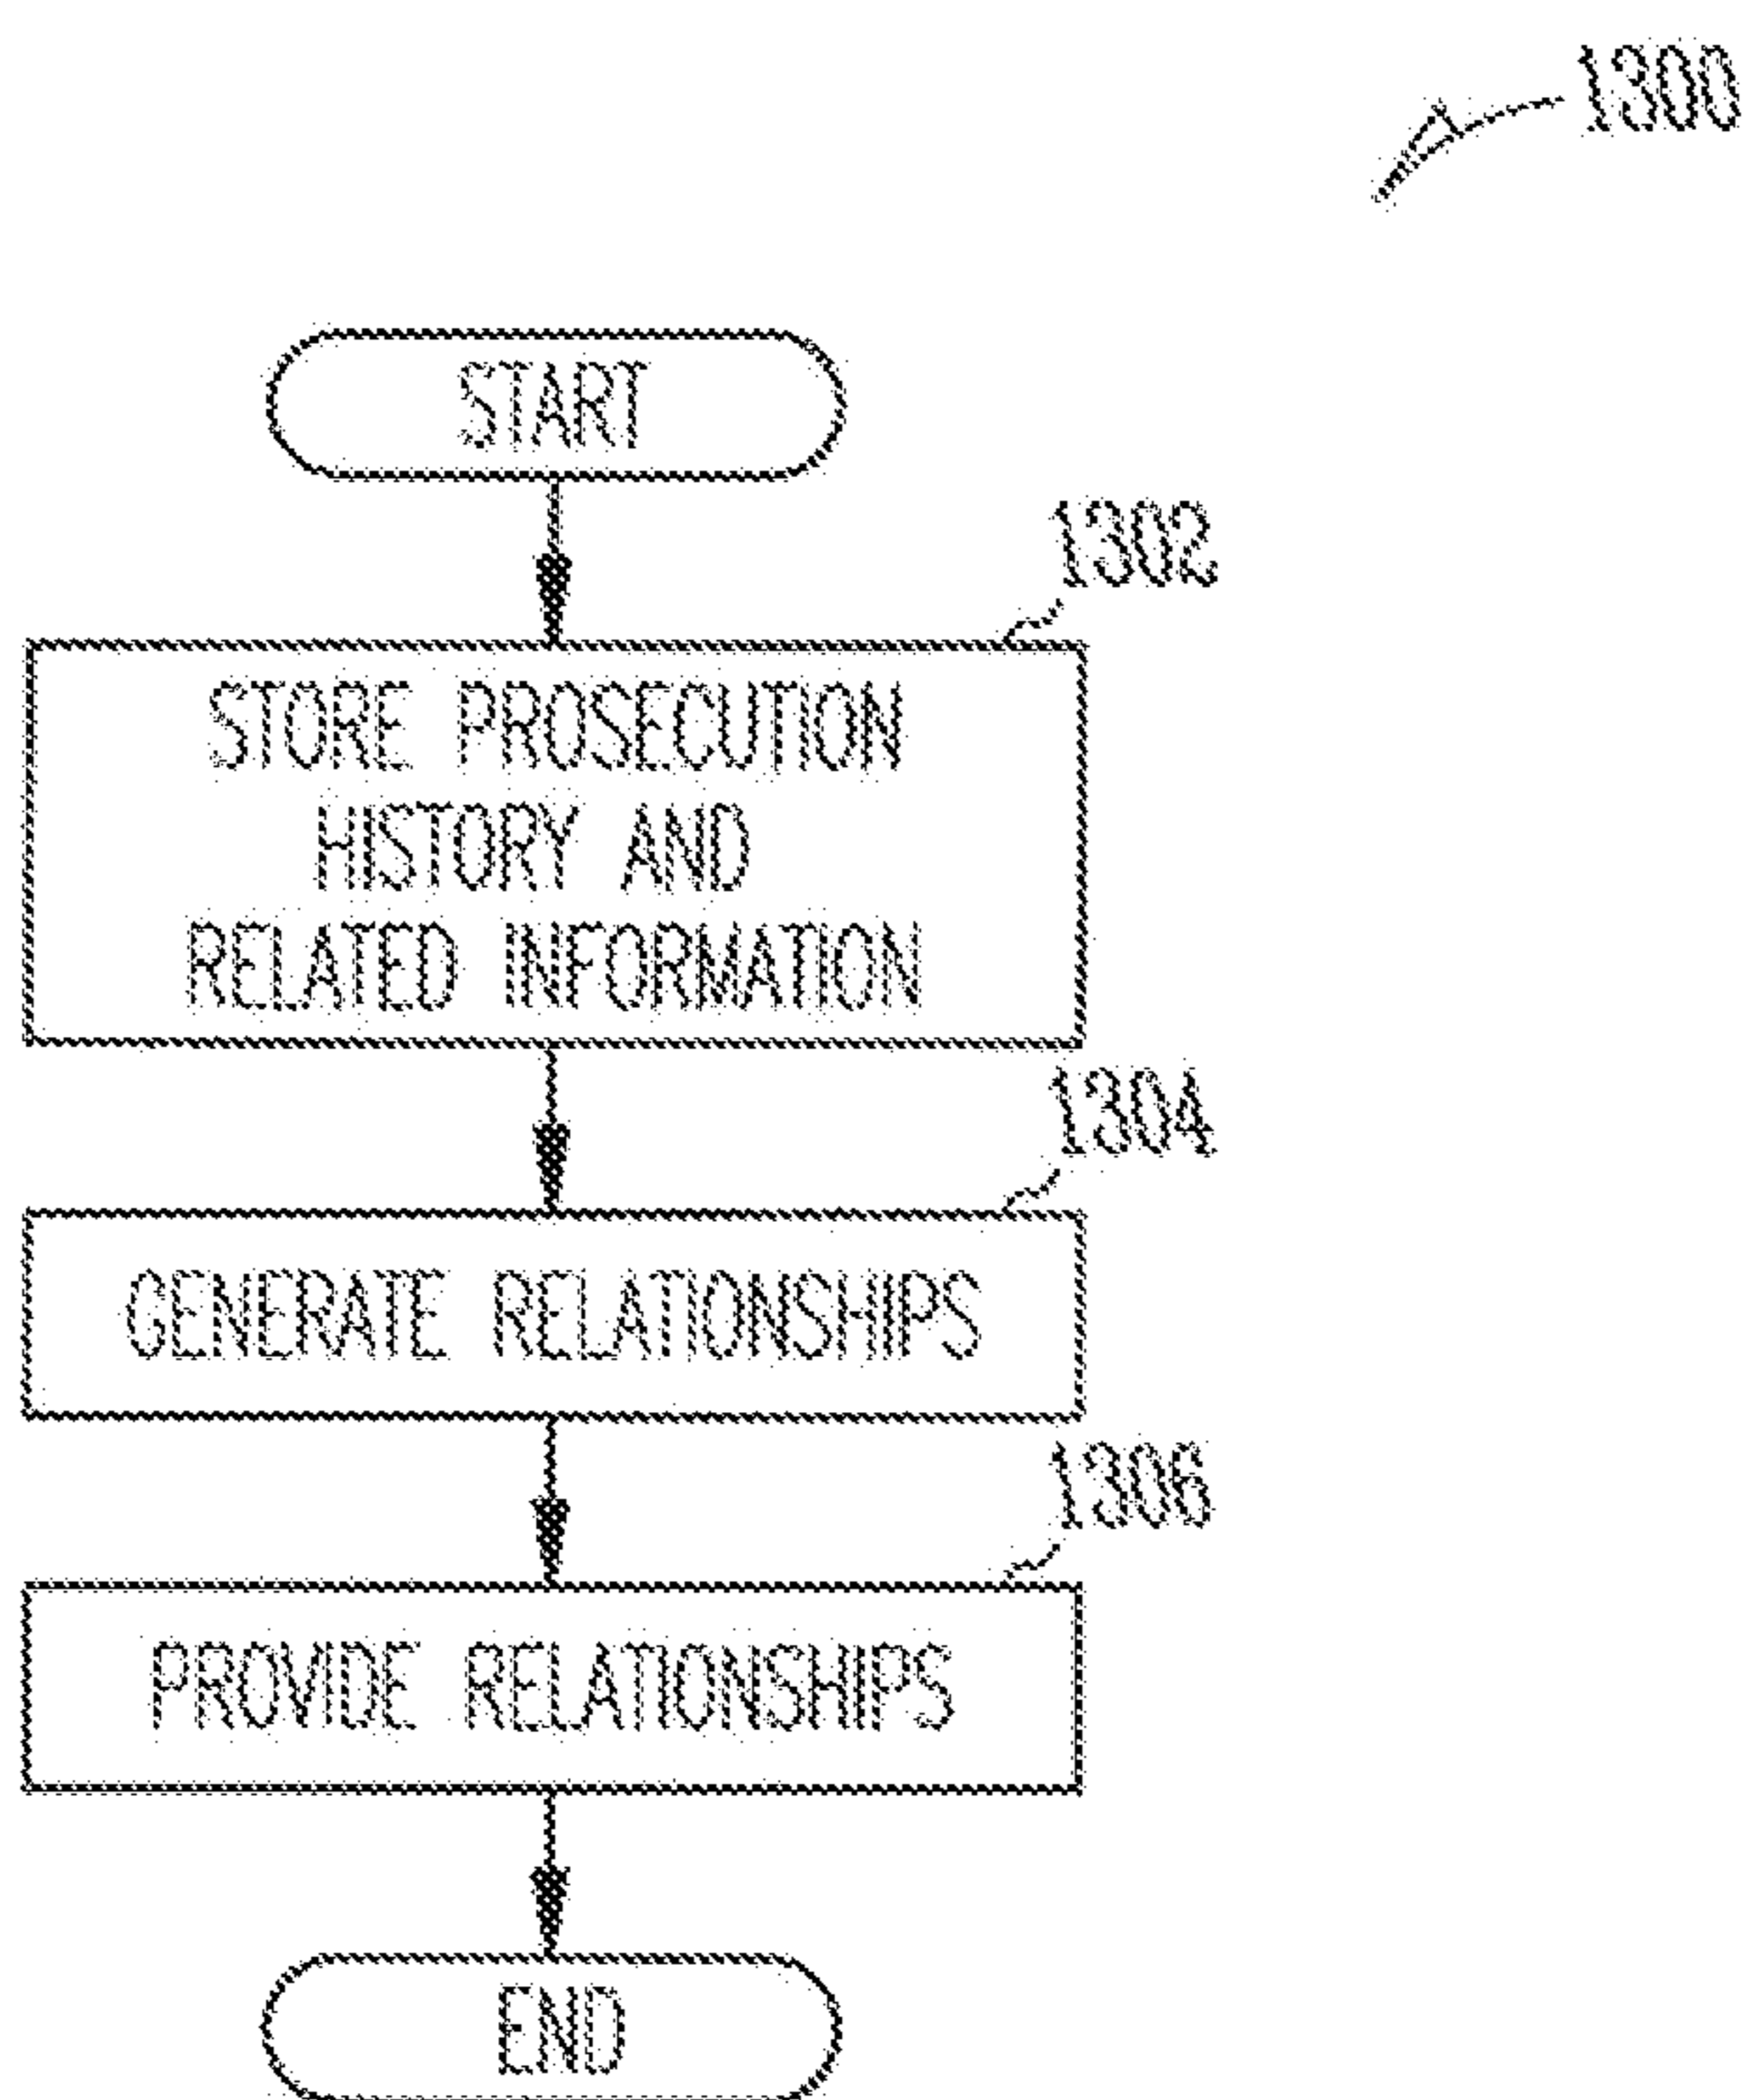 1300
START
1302
STORE PROSECUTION
HISTORY AND
RELATED INFORMATION
1304
GENERATE RELATIONSHIPS
1306
PROVIDE RELATIONSHIPS
END